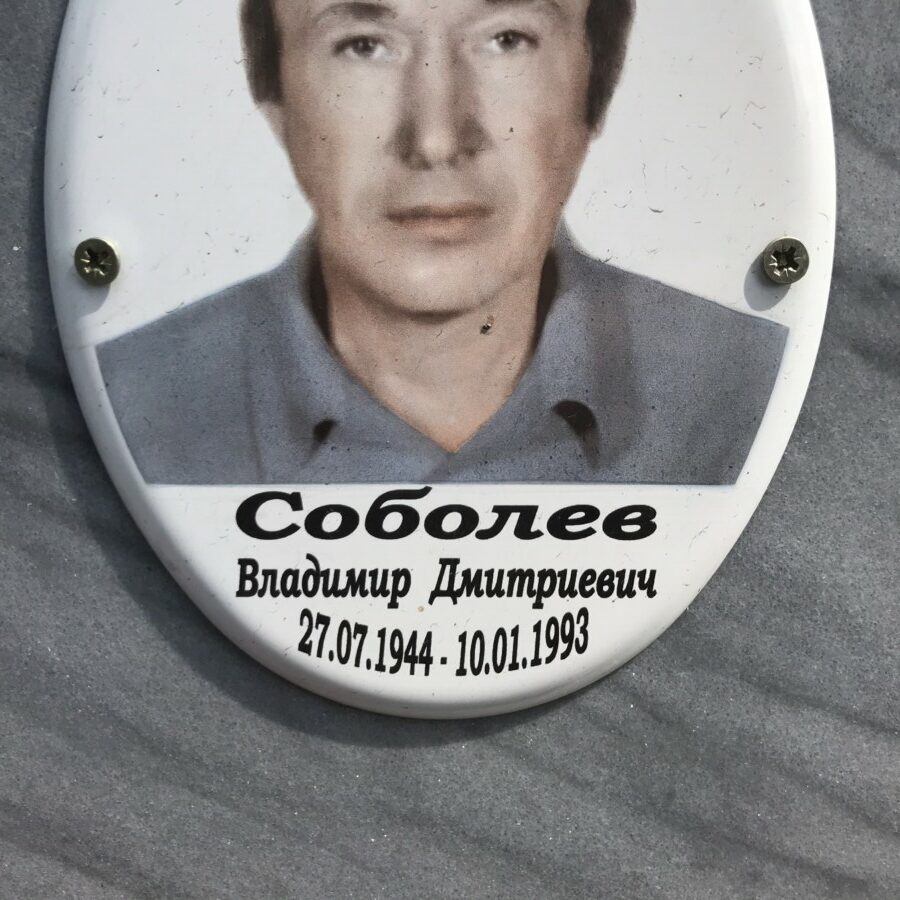 Соболев
Владимир Дмитриевич
27.07.1944 - 10.01.1993